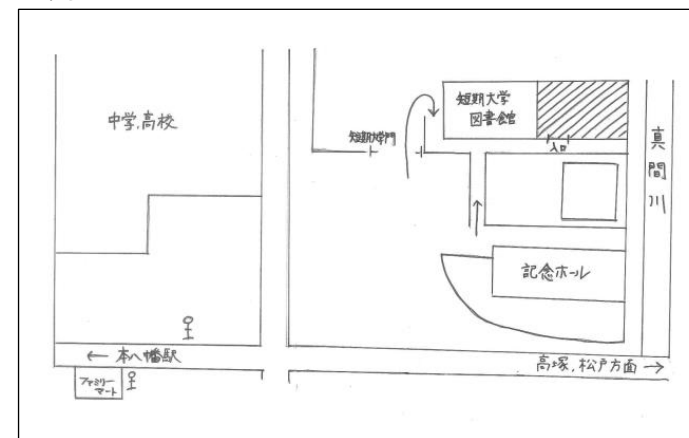 中学,高校
短期大学
図書館
短期大学門
入口
真間川
記念ホール
← 本八幡駅
高塚,松戸方面 →
ファミリー
マート